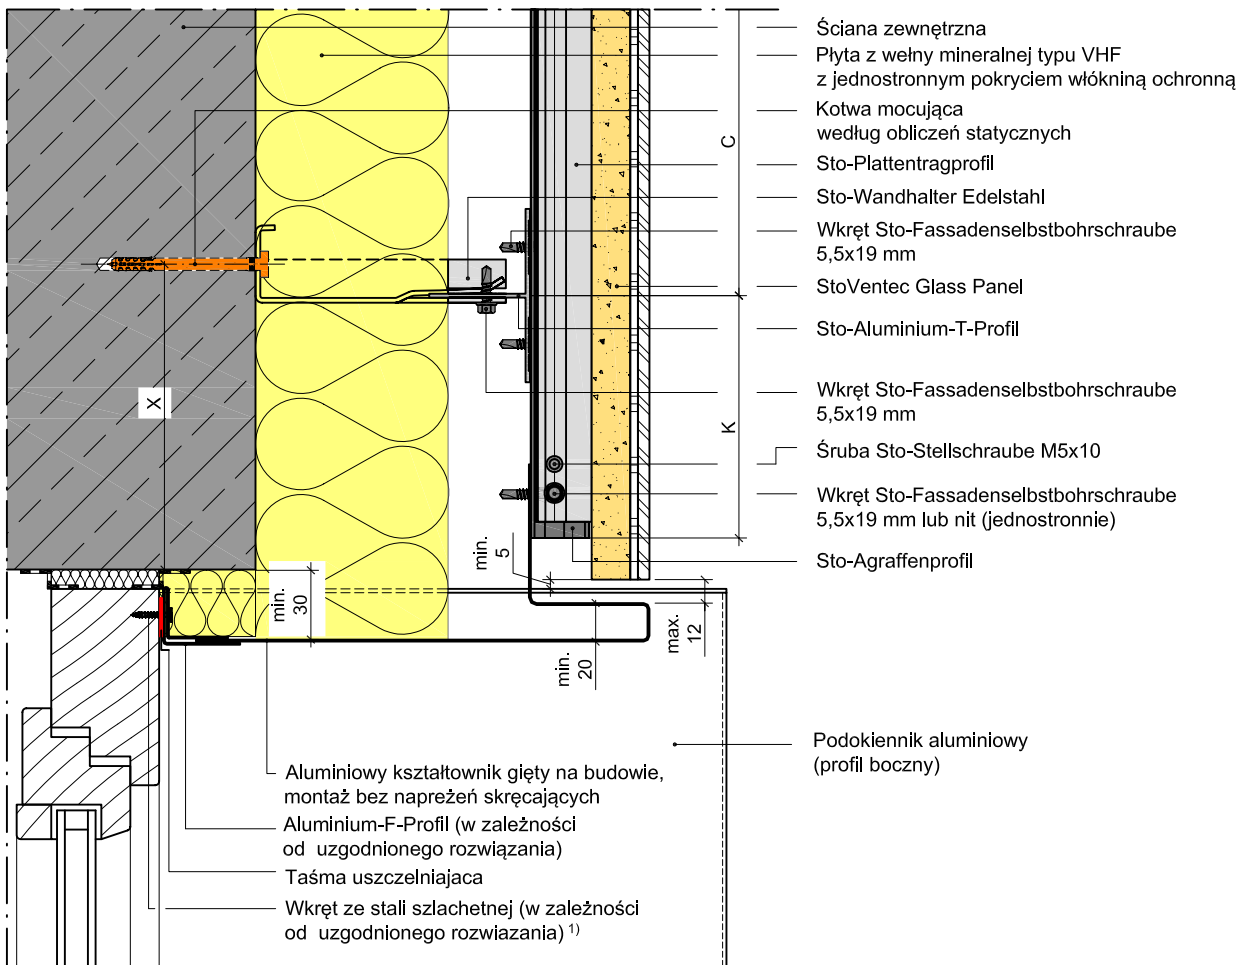 Ściana zewnętrzna
Płyta z wełny mineralnej typu VHF
z jednostronnym pokryciem włókniną ochronną
Kotwa mocująca
według obliczeń statycznych
Sto-Plattentragprofil
Sto-Wandhalter Edelstahl
Wkręt Sto-Fassadenselbstbohrschraube
5,5x19 mm
StoVentec Glass Panel
Sto-Aluminium-T-Profil
Wkręt Sto-Fassadenselbstbohrschraube
5,5x19 mm
Śruba Sto-Stellschraube M5x10
Wkręt Sto-Fassadenselbstbohrschraube
5,5x19 mm lub nit (jednostronnie)
Sto-Agraffenprofil
C
K
X
min.
5
min.
30
max.
12
min.
20
Podokiennik aluminiowy
(profil boczny)
Aluminiowy kształtownik gięty na budowie,
montaż bez naprężeń skręcających
Aluminium-F-Profil (w zależności
od uzgodnionego rozwiązania)
Taśma uszczelniajaca
Wkręt ze stali szlachetnej (w zależności
od uzgodnionego rozwiazania) 1)